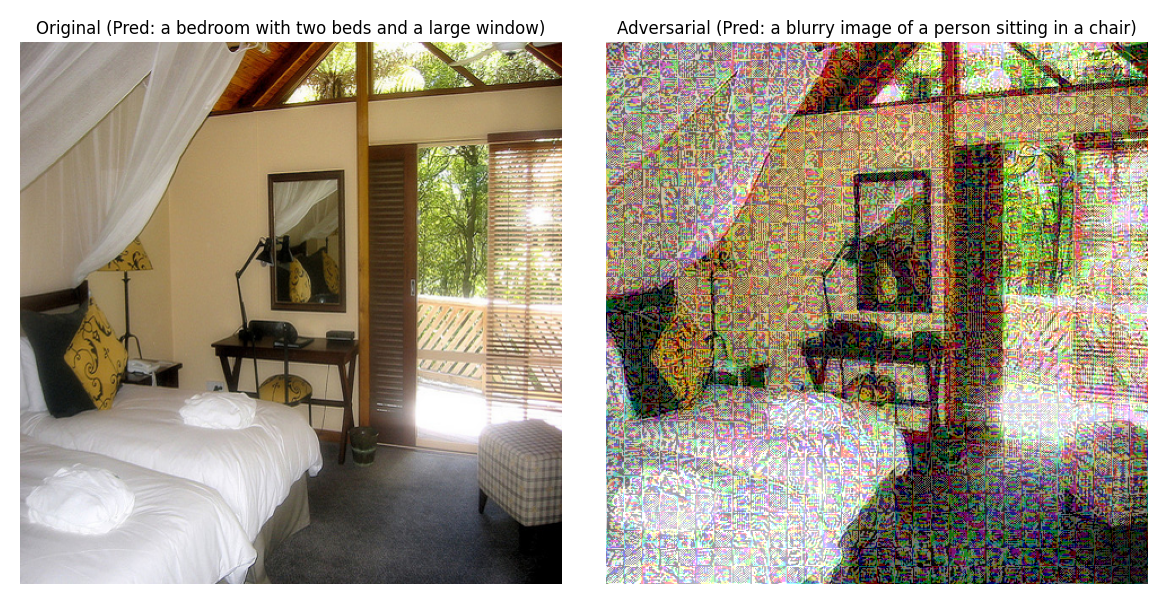 Original (Pred: a bedroom with two beds and a large window)
Adversarial (Pred: a blurry image of a person sitting in a chair)